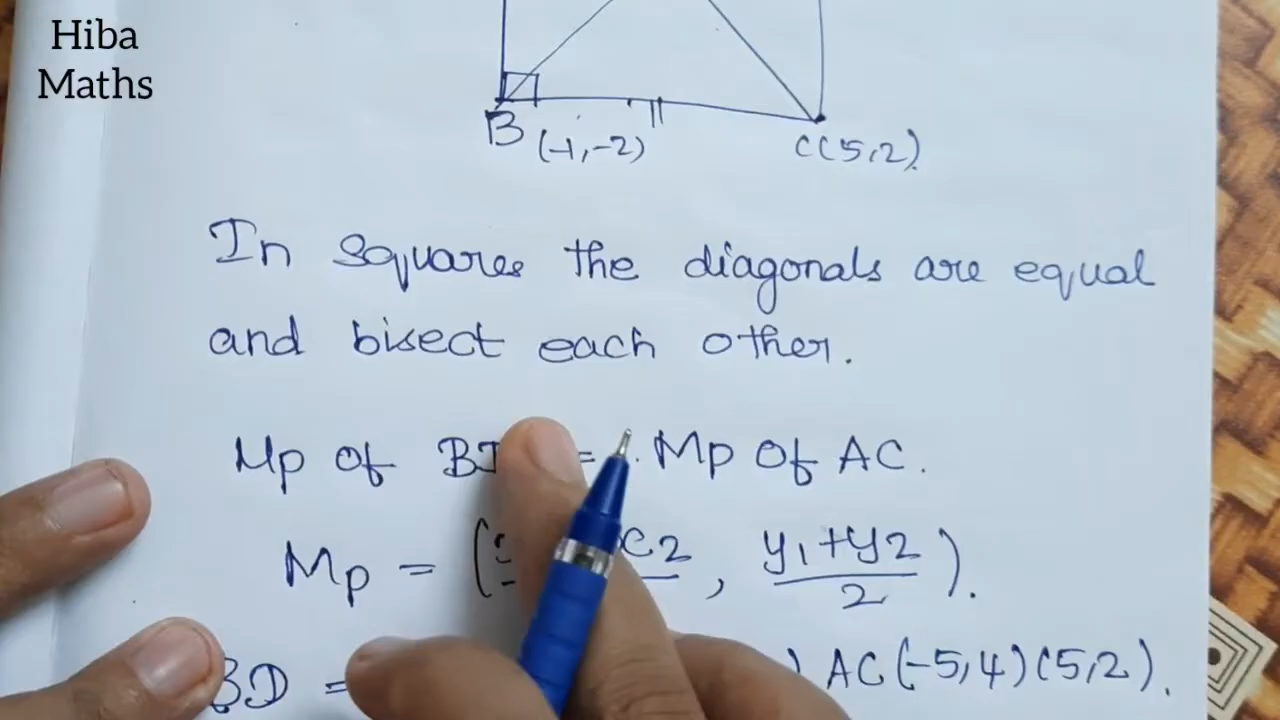 Hiba
Maths
B (-1,-2) C(5,2)
In squares the diagonals are equal
and bisect each other.
Mp of = Mp of AC.
Mp = ( , y1+y2/2).
BD = ) AC(-5,4)(5,2).